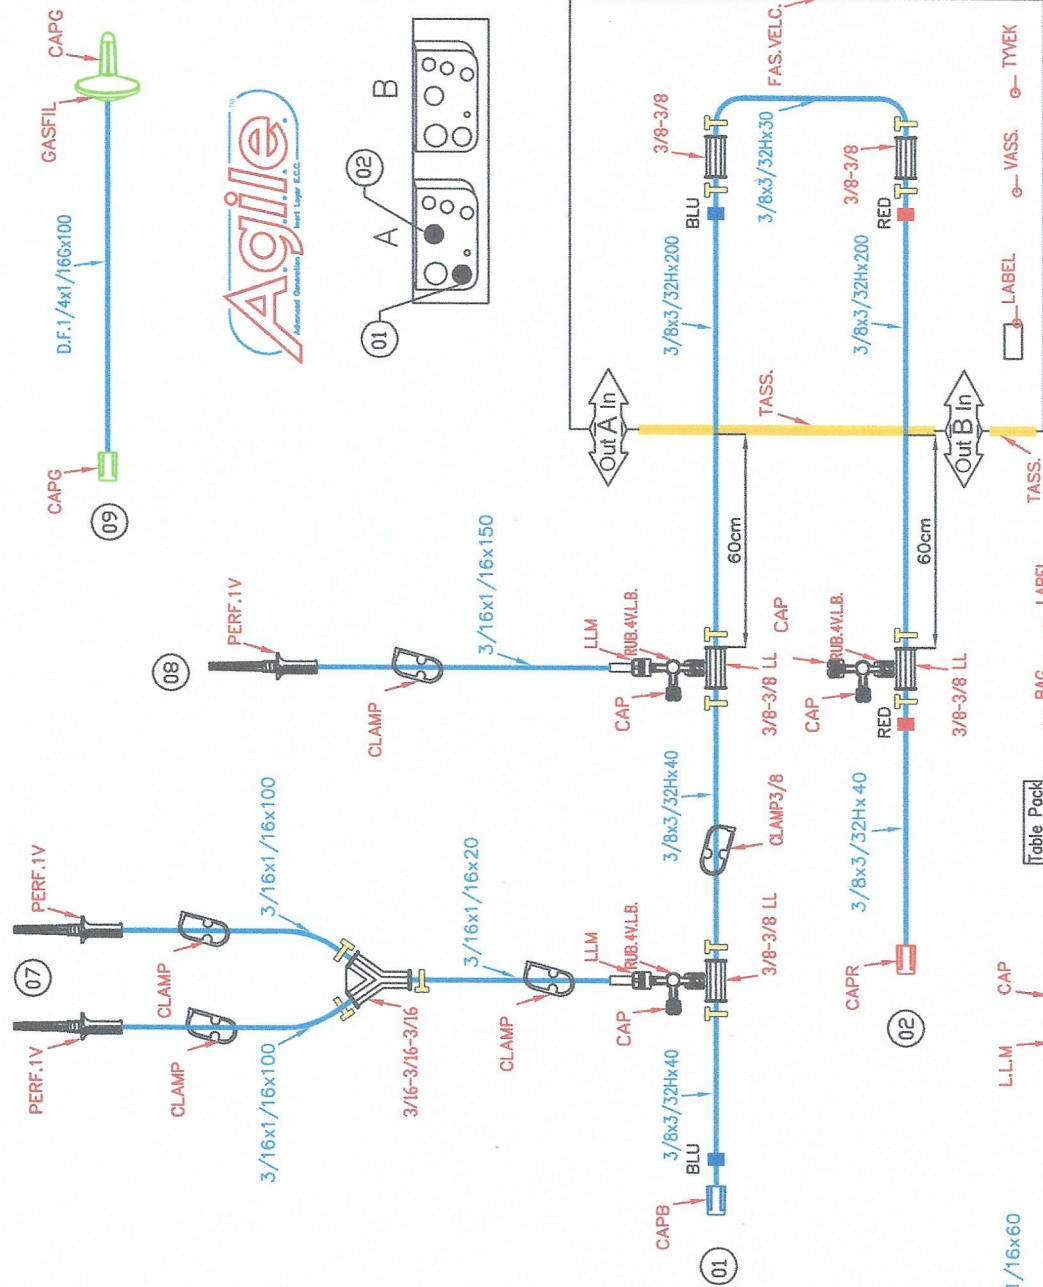 CAPG
GASFIL
D.F.1/4x1/16Gx100
CAPG
09
A.g.i.l.e.™
Advanced Generation Inert Layer E.C.C.
A
B
01
02
07
PERF.1V
PERF.1V
CLAMP
CLAMP
3/16x1/16x100
3/16x1/16x100
3/16-3/16-3/16
3/16x1/16x20
CLAMP
LLM
RUB.4V.L.B.
CAP
3/8-3/8 LL
08
PERF.1V
CLAMP
3/16x1/16x150
LLM
RUB.4V.L.B.
CAP
3/8-3/8 LL
01
CAPB
BLU
3/8x3/32Hx40
CLAMP3/8
3/8x3/32Hx40
60cm
Out A In
TASS.
3/8x3/32Hx200
BLU
3/8-3/8
3/8x3/32Hx30
FAS.VELC.
02
CAPR
3/8x3/32Hx40
RED
CAP
CAP
RUB.4V.L.B.
3/8-3/8 LL
60cm
Out B In
TASS.
3/8x3/32Hx200
RED
3/8-3/8
LABEL
VASS.
TYVEK
Table Pack
L.L.M
CAP
BAG
LABEL
1/16x60